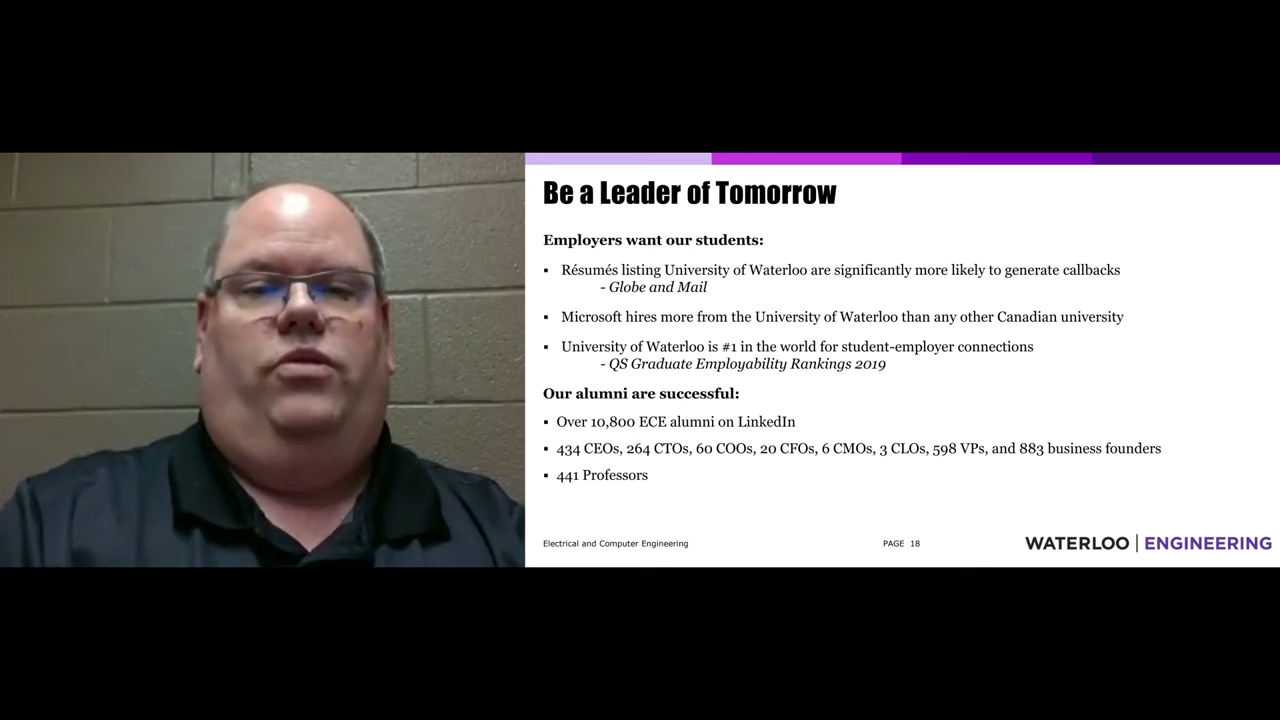 Be a Leader of Tomorrow
Employers want our students:
▪ Résumés listing University of Waterloo are significantly more likely to generate callbacks
- Globe and Mail
▪ Microsoft hires more from the University of Waterloo than any other Canadian university
▪ University of Waterloo is #1 in the world for student-employer connections
- QS Graduate Employability Rankings 2019
Our alumni are successful:
▪ Over 10,800 ECE alumni on LinkedIn
▪ 434 CEOs, 264 CTOs, 60 COOs, 20 CFOs, 6 CMOs, 3 CLOs, 598 VPs, and 883 business founders
▪ 441 Professors
Electrical and Computer Engineering PAGE 18 WATERLOO | ENGINEERING